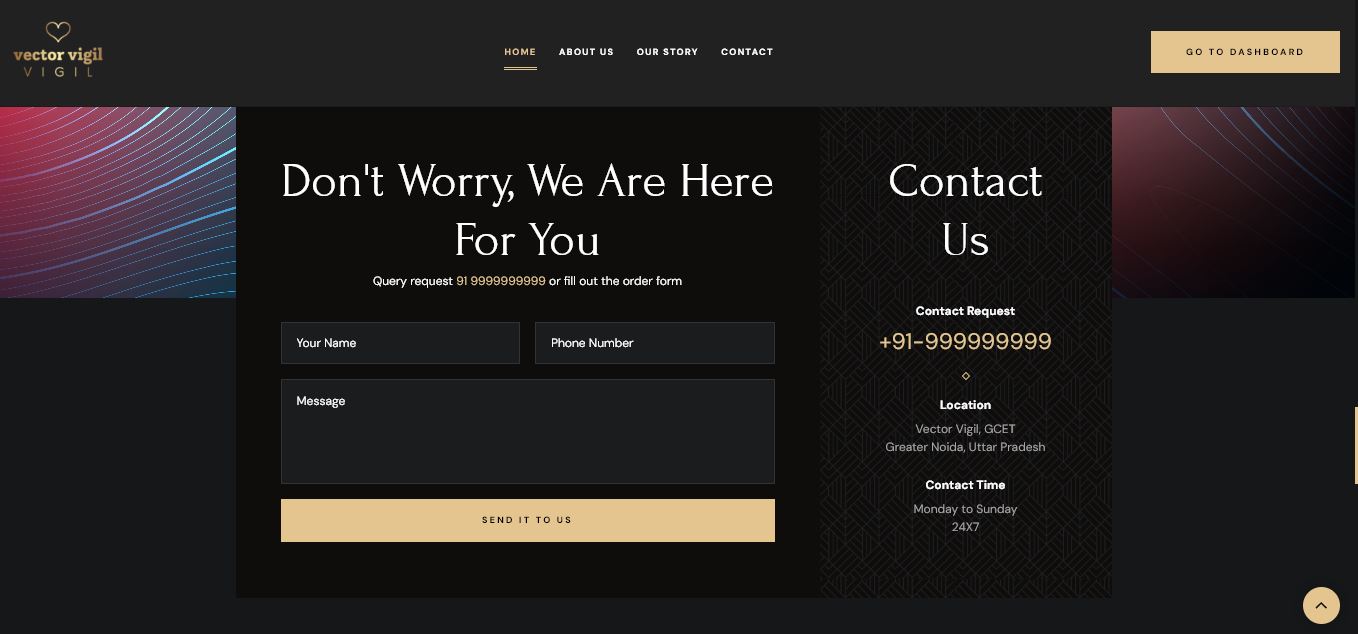 vector vigil
VIGIL
HOME
ABOUT US
OUR STORY
CONTACT
GO TO DASHBOARD
Don't Worry, We Are Here
For You
Query request 91 9999999999 or fill out the order form
Your Name
Phone Number
Message
SEND IT TO US
Contact
Us
Contact Request
+91-999999999
Location
Vector Vigil, GCET
Greater Noida, Uttar Pradesh
Contact Time
Monday to Sunday
24X7